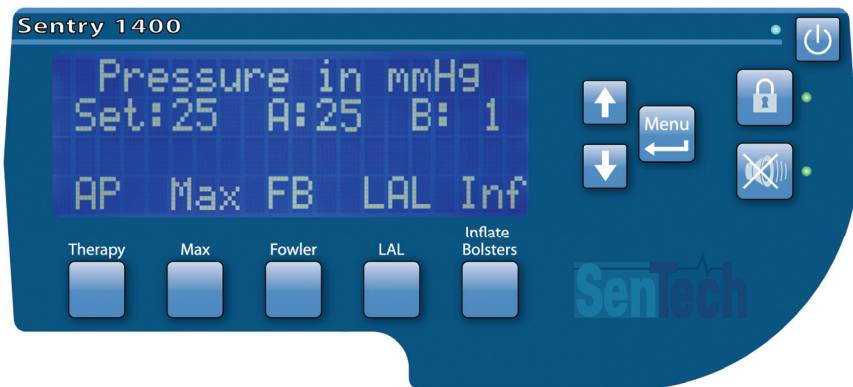 Sentry 1400
Pressure in mmHg
Set:25 A:25 B: 1
AP Max FB LAL Inf
Menu
Therapy Max Fowler LAL Inflate Bolsters
SenTech